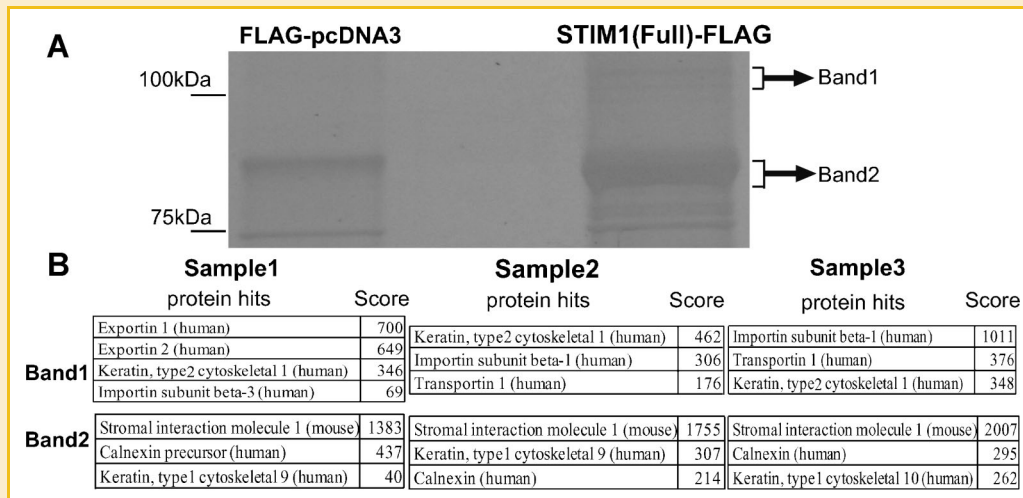 A
FLAG-pcDNA3
STIM1(Full)-FLAG
100kDa
Band1
Band2
75kDa
B
Sample1
Sample2
Sample3
protein hits Score
protein hits Score
protein hits Score
Band1
Exportin 1 (human) 700
Exportin 2 (human) 649
Keratin, type2 cytoskeletal 1 (human) 346
Importin subunit beta-3 (human) 69
Keratin, type2 cytoskeletal 1 (human) 462
Importin subunit beta-1 (human) 306
Transportin 1 (human) 176
Importin subunit beta-1 (human) 1011
Transportin 1 (human) 376
Keratin, type2 cytoskeletal 1 (human) 348
Band2
Stromal interaction molecule 1 (mouse) 1383
Calnexin precursor (human) 437
Keratin, type1 cytoskeletal 9 (human) 40
Stromal interaction molecule 1 (mouse) 1755
Keratin, type1 cytoskeletal 9 (human) 307
Calnexin (human) 214
Stromal interaction molecule 1 (mouse) 2007
Calnexin (human) 295
Keratin, type1 cytoskeletal 10 (human) 262